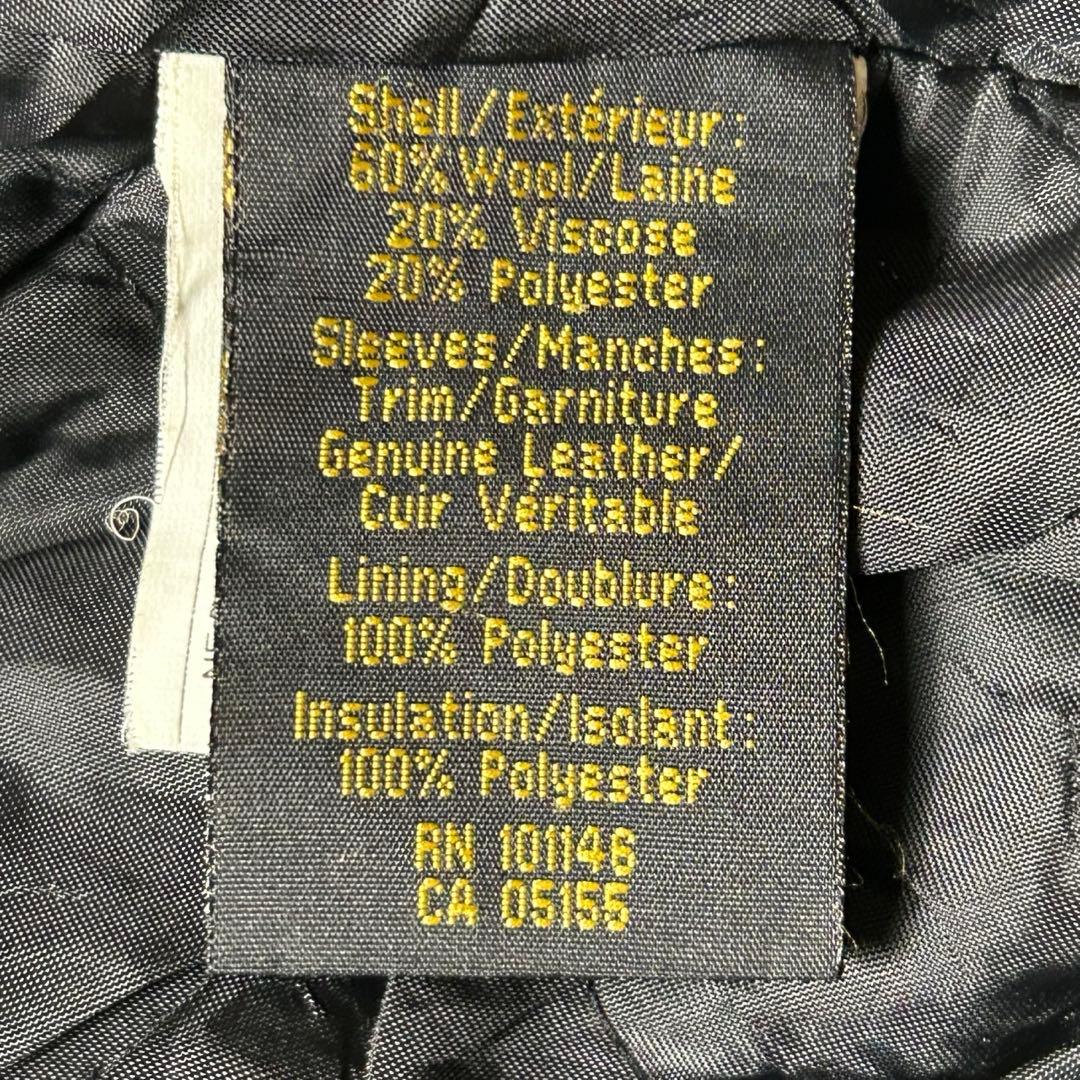 Shell/Extérieur:
60% Wool/Laine
20% Viscose
20% Polyester
Sleeves/Manches:
Trim/Garniture
Genuine Leather/
Cuir Véritable
Lining/Doublure:
100% Polyester
Insulation/Isolant:
100% Polyester
RN 101146
CA 05155